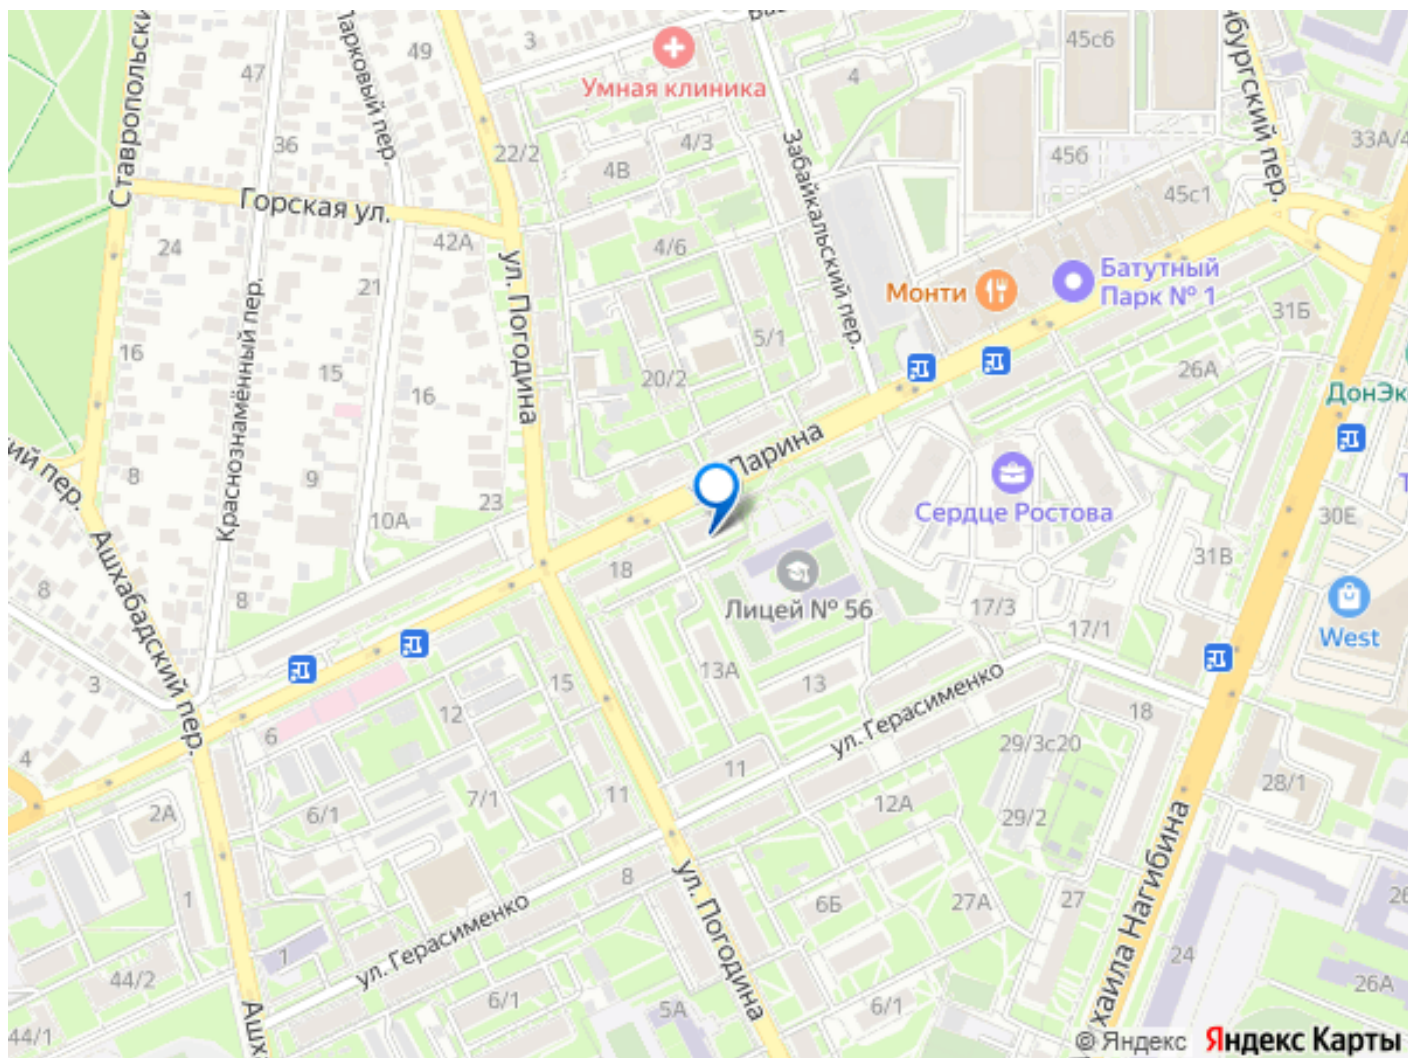 Ставропольски
Парковый пер.
49
3
45с6
47
Умная клиника
4
36
22/2
4/3
4В
Забайкальский пер.
45б
33А/4
45с1
Горская ул.
24
42А
4/6
ул. Погодина
21
Краснознамённый пер.
Монти
Батутный
Парк № 1
31Б
16
15
16
5/1
20/2
26А
ДонЭк
ий пер.
8
9
23
10А
Ларина
Сердце Ростова
30Е
31В
8
8
Ашхабадский пер.
18
Лицей № 56
17/3
17/1
West
3
13А
13
15
12
6
4
ул. Герасименко
18
29/3с20
11
28/1
2А
6/1
7/1
11
12А
29/2
8
ул. Погодина
1
6Б
27А
27
26
1
ул. Герасименко
44/2
6/1
5А
6/1
24
26А
хаила Нагибина
44/1
Ашх
© Яндекс
Яндекс Карты